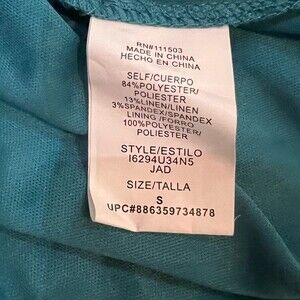 RN#111503
MADE IN CHINA
HECHO EN CHINA
SELF/CUERPO
84%POLYESTER/
POLIESTER
13%LINEN/LINEN
3%SPANDEX/SPANDEX
LINING /FORRO
100%POLYESTER/
POLIESTER
STYLE/ESTILO
I6294U34N5
JAD
SIZE/TALLA
S
UPC#886359734878